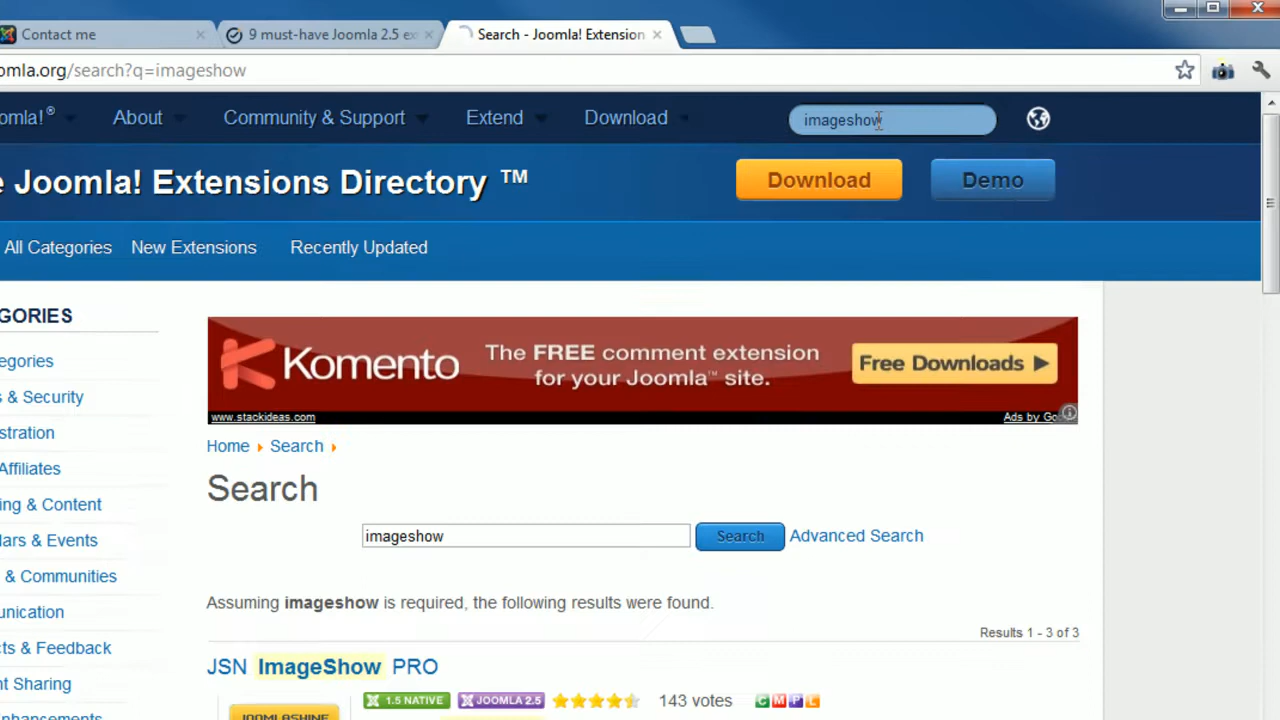 Contact me
9 must-have Joomla 2.5 ex
Search - Joomla! Extension
omla.org/search?q=imageshow
omla!®
About
Community & Support
Extend
Download
imageshow
e Joomla! Extensions Directory ™
Download
Demo
All Categories
New Extensions
Recently Updated
GORIES
egories
s & Security
stration
Affiliates
ing & Content
lars & Events
& Communities
unication
cts & Feedback
nt Sharing
nhancements
Komento
The FREE comment extension
for your Joomla™ site.
Free Downloads
www.stackideas.com
Ads by Go
Home
Search
Search
imageshow
Search
Advanced Search
Assuming imageshow is required, the following results were found.
Results 1 - 3 of 3
JSN ImageShow PRO
1.5 NATIVE
JOOMLA 2.5
143 votes
C M P L
JOOMLASHINE